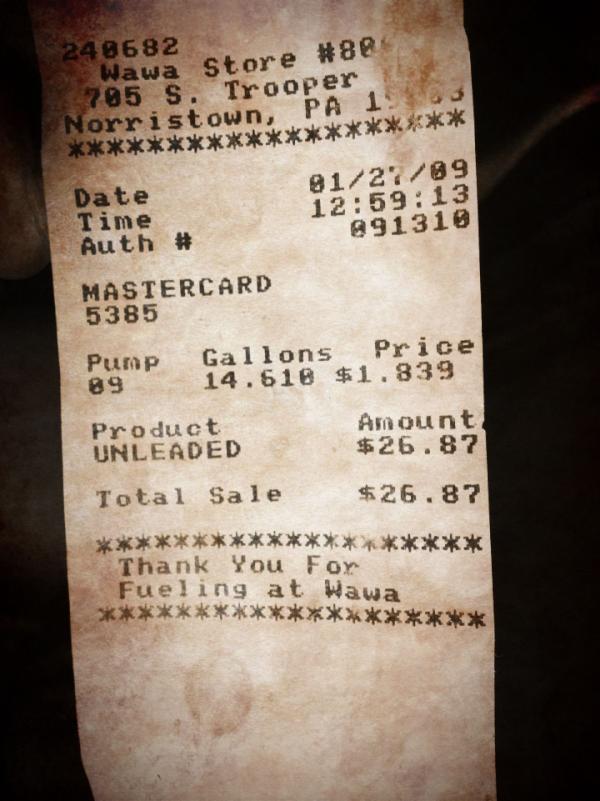 240682
Wawa Store
705 S. Trooper
Norristown, PA
********************
Date 01/27/09
Time 12:59:13
Auth # 091310
MASTERCARD
5385
Pump Gallons Price
09 14.610 $1.839
Product Amount
UNLEADED $26.87
Total Sale $26.87
********************
Thank You For
Fueling at Wawa
********************